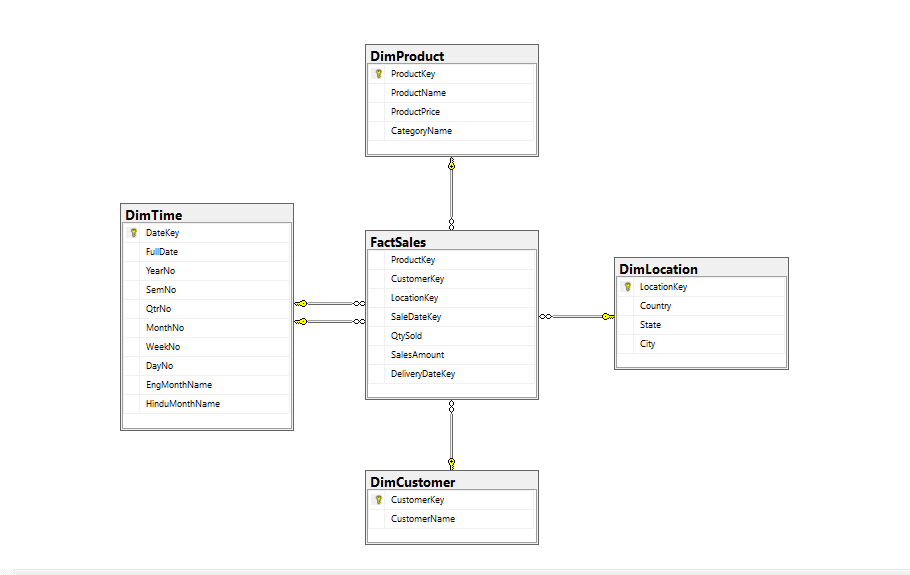 DimProduct
ProductKey
ProductName
ProductPrice
CategoryName
DimTime
DateKey
FullDate
YearNo
SemNo
QtrNo
MonthNo
WeekNo
DayNo
EngMonthName
HinduMonthName
FactSales
ProductKey
CustomerKey
LocationKey
SaleDateKey
QtySold
SalesAmount
DeliveryDateKey
DimLocation
LocationKey
Country
State
City
DimCustomer
CustomerKey
CustomerName